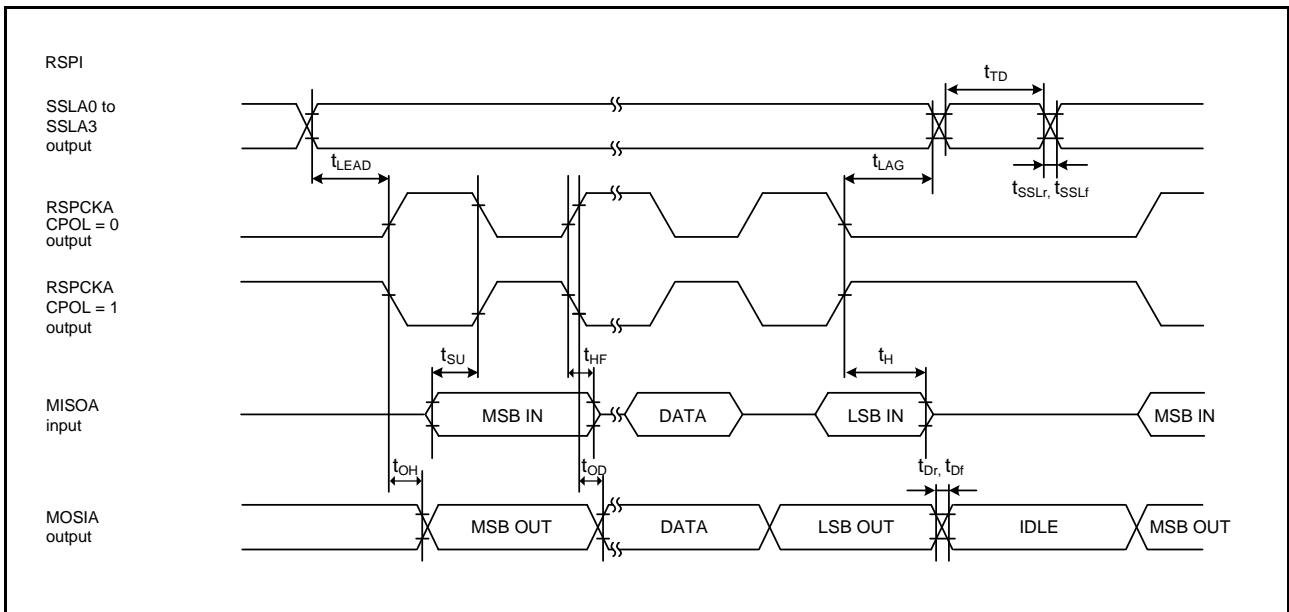 RSPI
SSLA0 to
SSLA3
output
tTD
tLEAD
tLAG
tSSLr, tSSLf
RSPCKA
CPOL = 0
output
RSPCKA
CPOL = 1
output
tSU
tHF
tH
MISOA
input
MSB IN
DATA
LSB IN
MSB IN
tOH
tOD
tDr, tDf
MOSIA
output
MSB OUT
DATA
LSB OUT
IDLE
MSB OUT